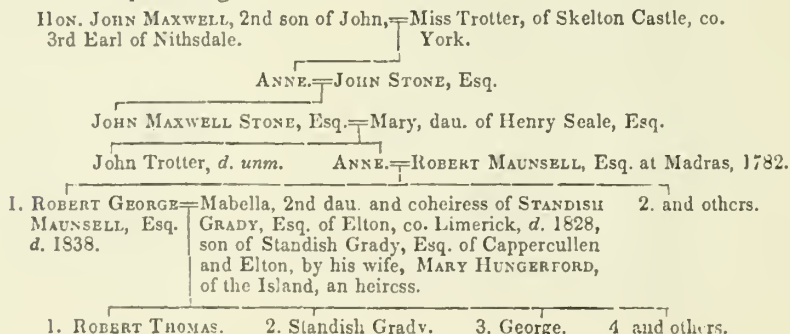 Hon. John Maxwell, 2nd son of John,=Miss Trotter, of Skelton Castle, co.
3rd Earl of Nithsdale. York.
Anne.=John Stone, Esq.
John Maxwell Stone, Esq.=Mary, dau. of Henry Seale, Esq.
John Trotter, d. unm. Anne.=Robert Maunsell, Esq. at Madras, 1782.
1. Robert George=Mabella, 2nd dau. and coheiress of Standish 2. and others.
Maunsell, Esq. Grady, Esq. of Elton, co. Limerick, d. 1828,
d. 1838. son of Standish Grady, Esq. of Cappercullen
and Elton, by his wife, Mary Hungerford,
of the Island, an heiress.
1. Robert Thomas. 2. Standish Grady. 3. George. 4 and others.